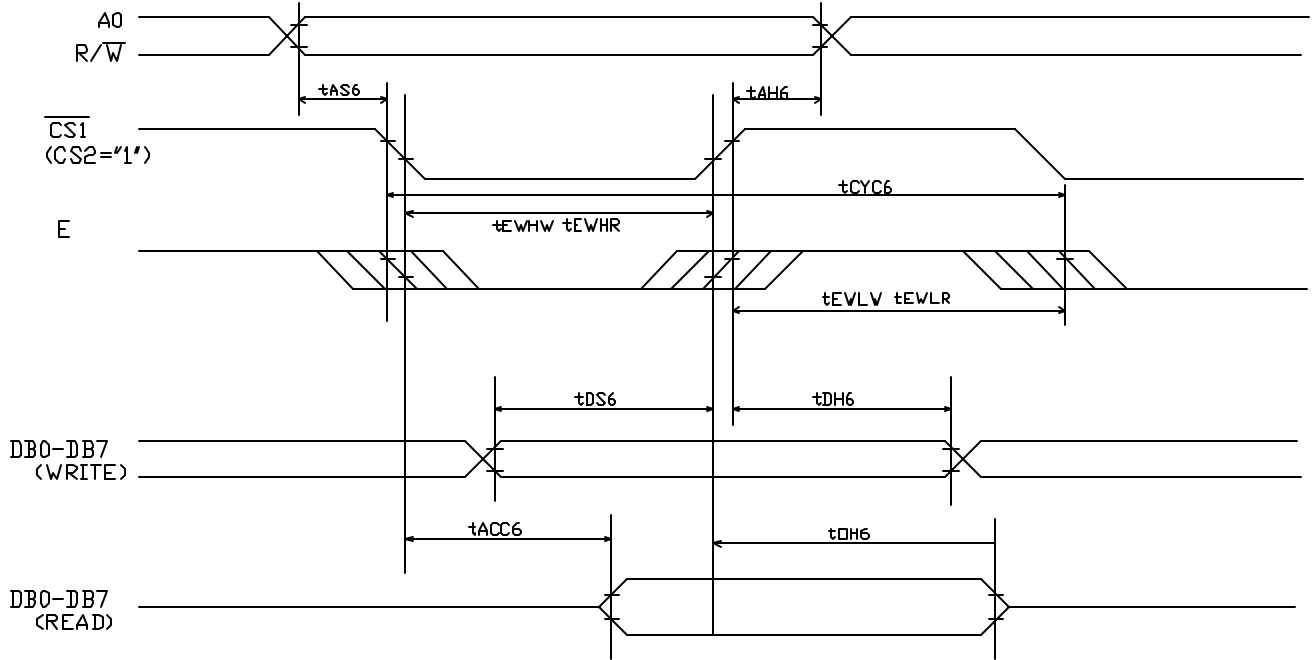 A0
R/W̅
tAS6
tAH6
C̅S̅1̅
(CS2="1")
tCYC6
tEWHW tEWHR
E
tEWLW tEWLR
tDS6
tDH6
DB0-DB7
(WRITE)
tACC6
tOH6
DB0-DB7
(READ)